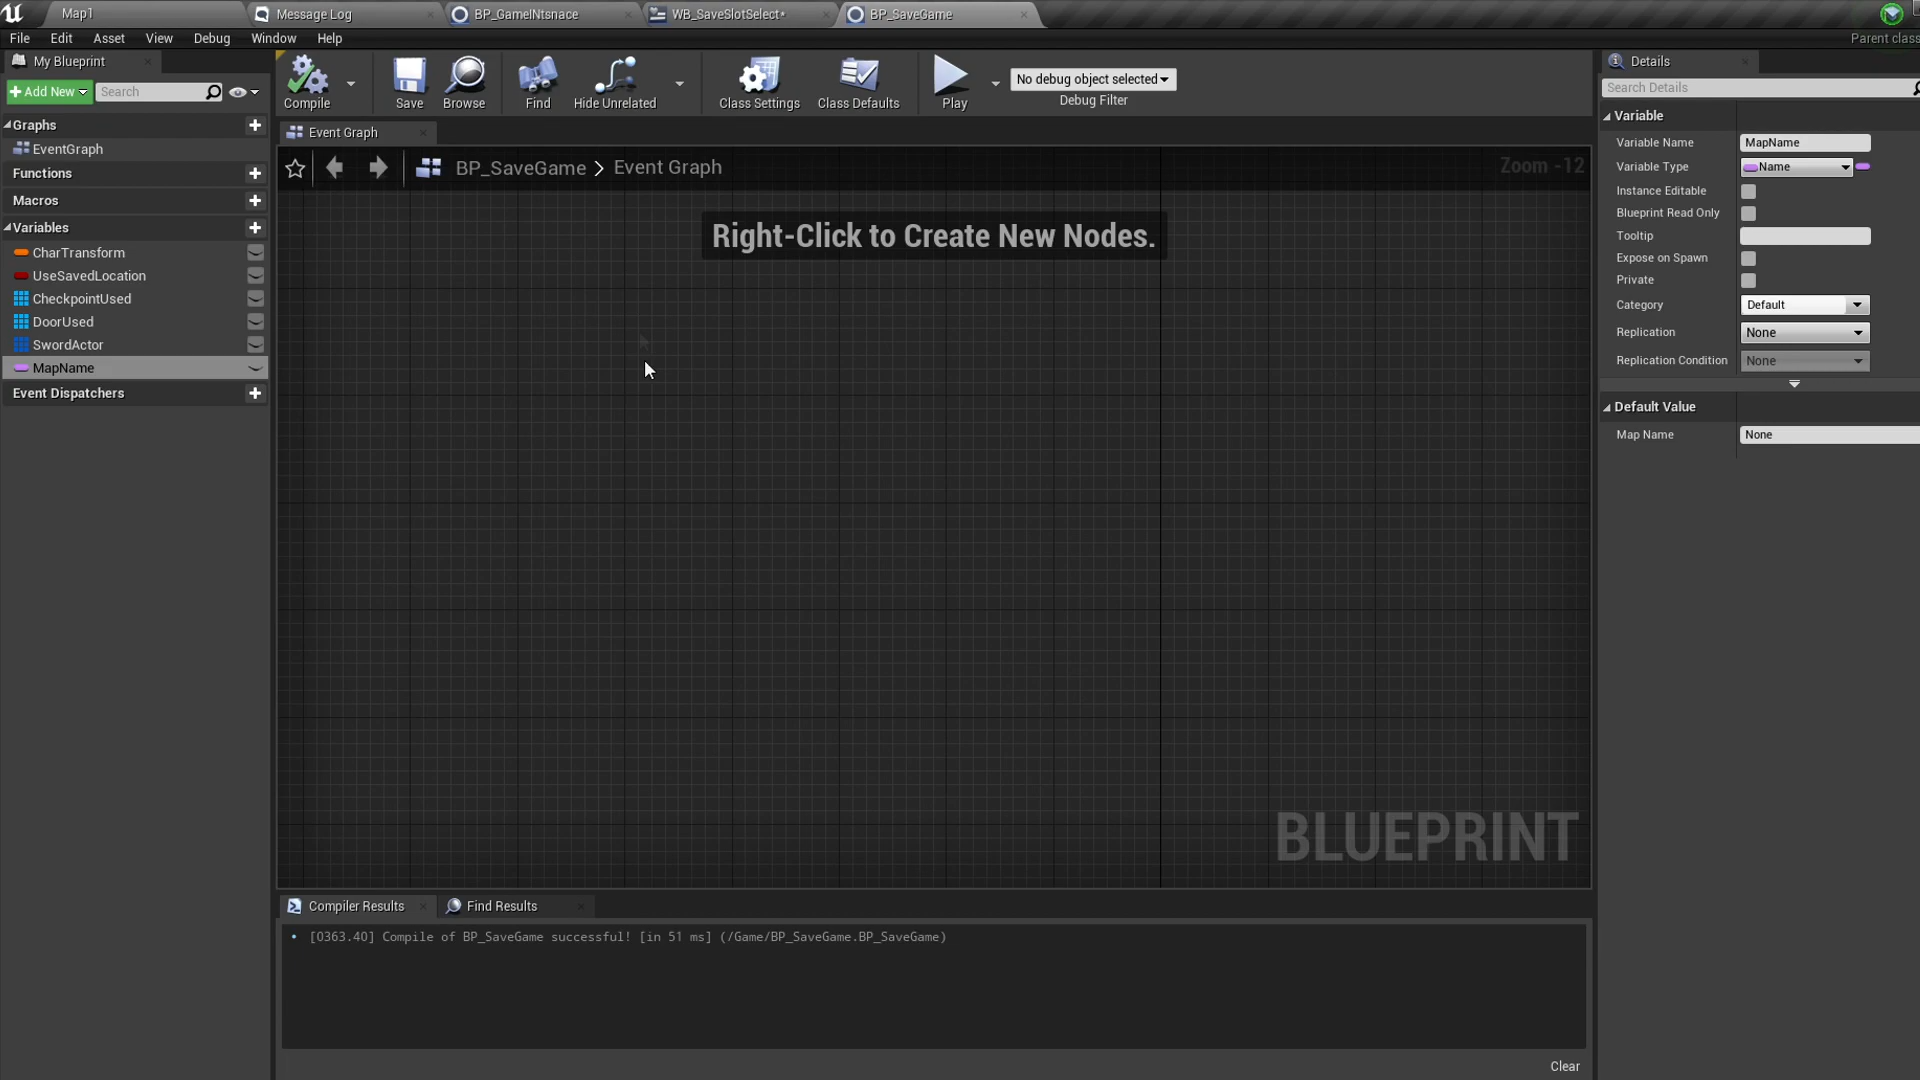 Map1
Message Log
BP_GameINtsnace
WB_SaveSlotSelect*
BP_SaveGame
File Edit Asset View Debug Window Help
Parent class
My Blueprint
Add New
Search
Compile
Save
Browse
Find
Hide Unrelated
Class Settings
Class Defaults
Play
No debug object selected
Debug Filter
Graphs
EventGraph
Functions
Macros
Variables
CharTransform
UseSavedLocation
CheckpointUsed
DoorUsed
SwordActor
MapName
Event Dispatchers
Event Graph
BP_SaveGame > Event Graph
Zoom -12
Right-Click to Create New Nodes.
BLUEPRINT
Compiler Results
Find Results
• [0363.40] Compile of BP_SaveGame successful! [in 51 ms] (/Game/BP_SaveGame.BP_SaveGame)
Clear
Details
Search Details
Variable
Variable Name MapName
Variable Type Name
Instance Editable
Blueprint Read Only
Tooltip
Expose on Spawn
Private
Category Default
Replication None
Replication Condition None
Default Value
Map Name None